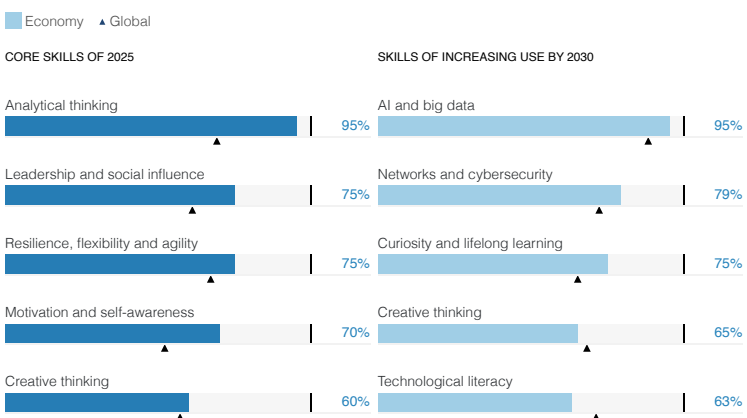 Economy Global
CORE SKILLS OF 2025
Analytical thinking
95%
Leadership and social influence
75%
Resilience, flexibility and agility
75%
Motivation and self-awareness
70%
Creative thinking
60%
SKILLS OF INCREASING USE BY 2030
AI and big data
95%
Networks and cybersecurity
79%
Curiosity and lifelong learning
75%
Creative thinking
65%
Technological literacy
63%